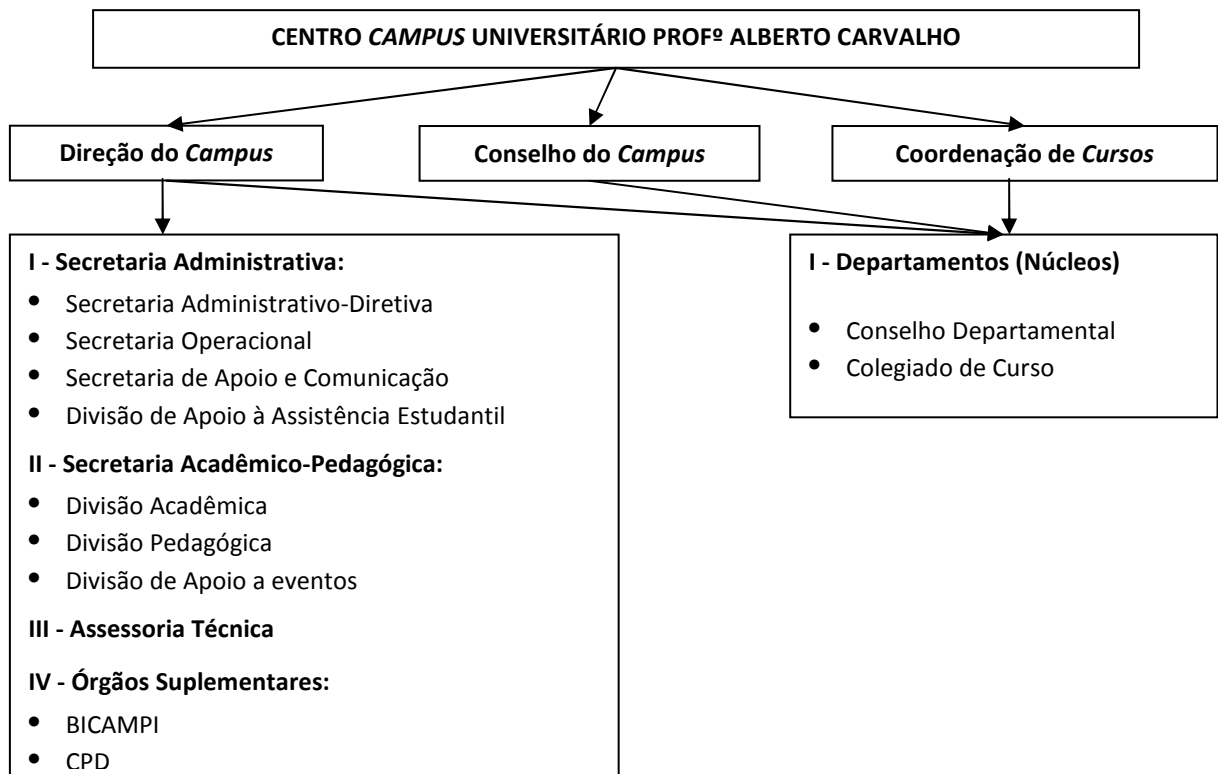 CENTRO CAMPUS UNIVERSITÁRIO PROFº ALBERTO CARVALHO
Direção do Campus
Conselho do Campus
Coordenação de Cursos
I - Secretaria Administrativa:
• Secretaria Administrativo-Diretiva
• Secretaria Operacional
• Secretaria de Apoio e Comunicação
• Divisão de Apoio à Assistência Estudantil
II - Secretaria Acadêmico-Pedagógica:
• Divisão Acadêmica
• Divisão Pedagógica
• Divisão de Apoio a eventos
III - Assessoria Técnica
IV - Órgãos Suplementares:
• BICAMPI
• CPD
I - Departamentos (Núcleos)
• Conselho Departamental
• Colegiado de Curso